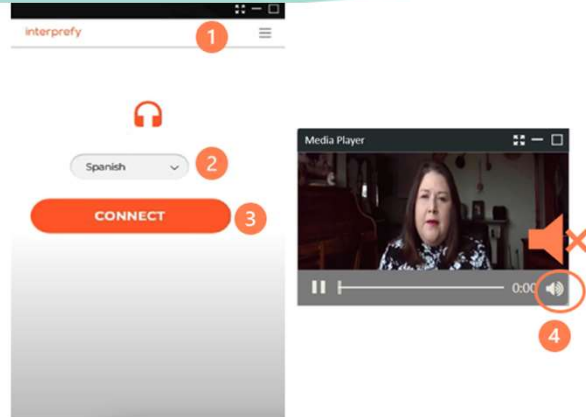 interprefy
1
Spanish
2
CONNECT
3
Media Player
0:00
4